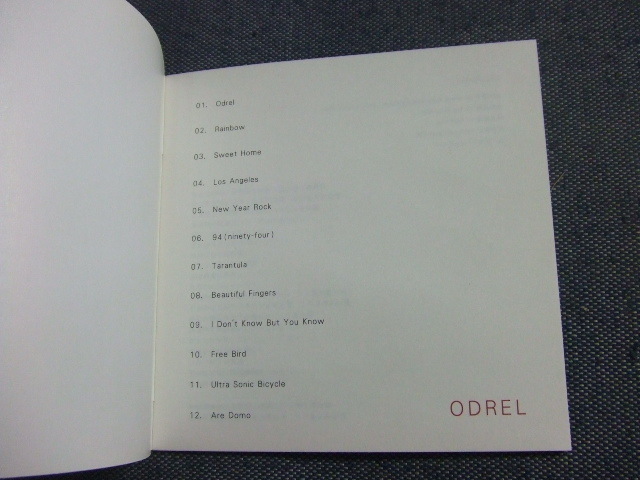 01. Odrel
02. Rainbow
03. Sweet Home
04. Los Angeles
05. New Year Rock
06. 94(ninety-four)
07. Tarantula
08. Beautiful Fingers
09. I Don't Know But You Know
10. Free Bird
11. Ultra Sonic Bicycle
12. Are Domo
ODREL